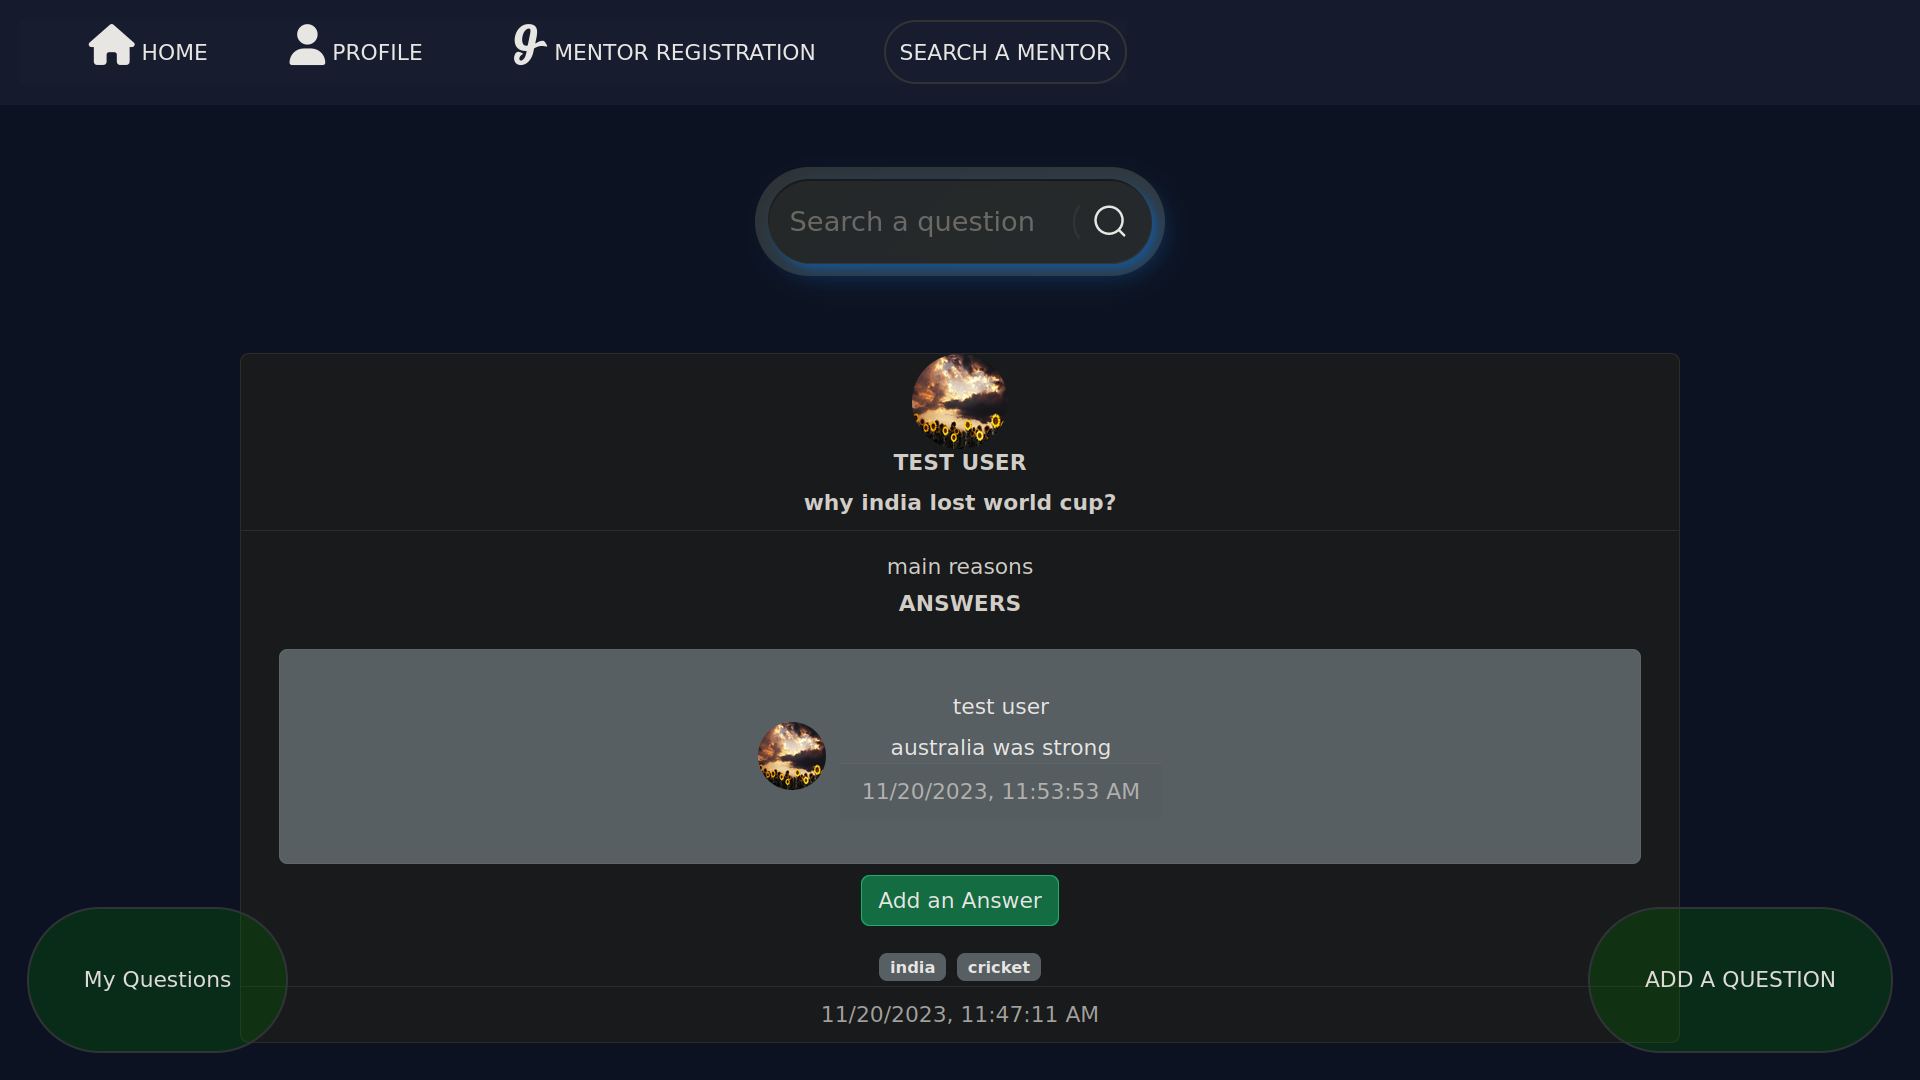 HOME
PROFILE
MENTOR REGISTRATION
SEARCH A MENTOR
Search a question
TEST USER
why india lost world cup?
main reasons
ANSWERS
test user
australia was strong
11/20/2023, 11:53:53 AM
Add an Answer
india
cricket
11/20/2023, 11:47:11 AM
My Questions
ADD A QUESTION